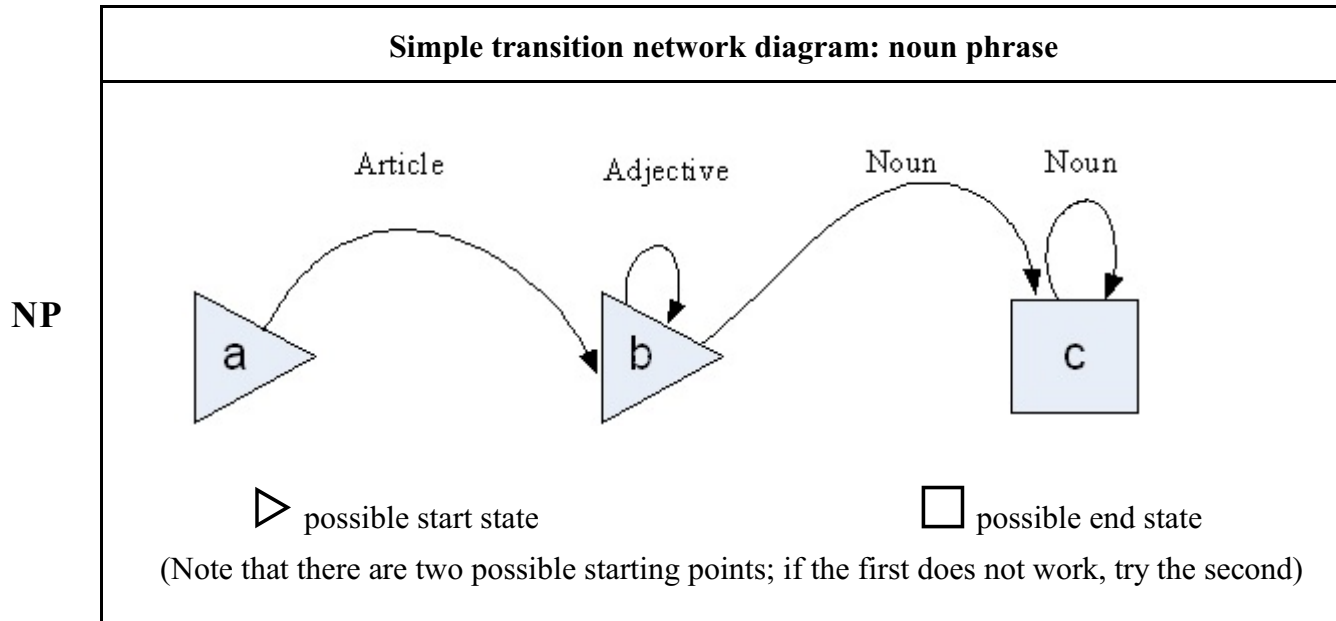 Simple transition network diagram: noun phrase
Article
Adjective
Noun
Noun
NP
a
b
c
possible start state
possible end state
(Note that there are two possible starting points; if the first does not work, try the second)